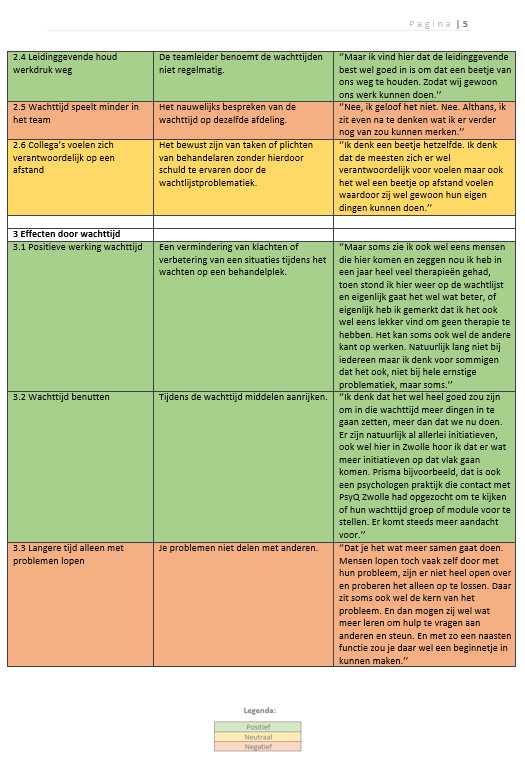 Pagina | 5
2.4 Leidinggevende houd
werkdruk weg
De teamleider benoemt de wachttijden
niet regelmatig.
‘’Maar ik vind hier dat de leidinggevende
best wel goed in is om dat een beetje van
ons weg te houden. Zodat wij gewoon
ons werk kunnen doen.’’
2.5 Wachttijd speelt minder in
het team
Het nauwelijks bespreken van de
wachttijd op dezelfde afdeling.
‘’Nee, ik geloof het niet. Nee. Althans, ik
zit even na te denken wat ik er verder
nog van zou kunnen merken.’’
2.6 Collega’s voelen zich
verantwoordelijk op een
afstand
Het bewust zijn van taken of plichten
van behandelaren zonder hierdoor
schuld te ervaren door de
wachtlijstproblematiek.
‘’Ik denk een beetje hetzelfde. Ik denk
dat de meesten zich er wel
verantwoordelijk voor voelen maar ook
het wel een beetje op afstand voelen
waardoor zij wel gewoon hun eigen
dingen kunnen doen.’’
3 Effecten door wachttijd
3.1 Positieve werking wachttijd
Een vermindering van klachten of
verbetering van een situaties tijdens het
wachten op een behandelplek.
‘’Maar soms zie ik ook wel eens mensen
die hier komen en zeggen nou ik heb in
een jaar heel veel therapieën gehad,
toen stond ik hier weer op de wachtlijst
en eigenlijk gaat het wel wat beter, of
eigenlijk heb ik gemerkt dat ik het ook
wel eens lekker vind om geen therapie te
hebben. Het kan soms ook wel de andere
kant op werken. Natuurlijk lang niet bij
iedereen maar ik denk voor sommigen
dat het ook, niet bij hele ernstige
problematiek, maar soms.’’
3.2 Wachttijd benutten
Tijdens de wachttijd middelen aanrijken.
‘’Ik denk dat het wel heel goed zou zijn
om in die wachttijd meer dingen in te
gaan zetten, meer dan dat we nu doen.
Er zijn natuurlijk al allerlei initiatieven,
ook wel hier in Zwolle hoor ik dat er wat
meer initiatieven op dat vlak gaan
komen. Prisma bijvoorbeeld, dat is ook
een psychologen praktijk die contact met
PsyQ Zwolle had opgezocht om te kijken
of hun wachttijd groep of module voor te
stellen. Er komt steeds meer aandacht
voor.’’
3.3 Langere tijd alleen met
problemen lopen
Je problemen niet delen met anderen.
‘’Dat je het wat meer samen gaat doen.
Mensen lopen toch vaak zelf door met
hun probleem, zijn er niet heel open over
en proberen het alleen op te lossen. Daar
zit soms ook wel de kern van het
probleem. En dan mogen zij wel wat
meer leren om hulp te vragen aan
anderen en steun. En met zo een naasten
functie zou je daar wel een beginnetje in
kunnen maken.’’
Legenda:
Positief
Neutraal
Negatief